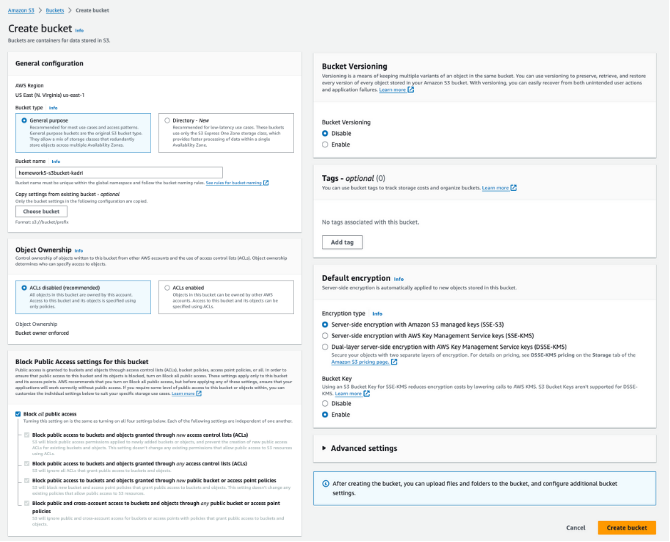 Amazon S3 > Buckets > Create bucket
Create bucket Info
Buckets are containers for data stored in S3.
General configuration
AWS Region
US East (N. Virginia) us-east-1
Bucket type Info
General purpose
Recommended for most use cases and access patterns.
General purpose buckets are the original S3 bucket type.
They allow a mix of storage classes that redundantly
store objects across multiple Availability Zones.
Directory - New
Recommended for low-latency use cases. These buckets
use only the S3 Express One Zone storage class, which
provides faster processing of data within a single
Availability Zone.
Bucket name Info
homework5-s3bucket-kadri
Bucket name must be unique within the global namespace and follow the bucket naming rules. See rules for bucket naming
Copy settings from existing bucket - optional
Only the bucket settings in the following configuration are copied.
Choose bucket
Format: s3://bucket/prefix
Object Ownership Info
Control ownership of objects written to this bucket from other AWS accounts and the use of access control lists (ACLs). Object ownership
determines who can specify access to objects.
ACLs disabled (recommended)
All objects in this bucket are owned by this account.
Access to this bucket and its objects is specified using
only policies.
ACLs enabled
Objects in this bucket can be owned by other AWS
accounts. Access to this bucket and its objects can be
specified using ACLs.
Object Ownership
Bucket owner enforced
Block Public Access settings for this bucket
Public access is granted to buckets and objects through access control lists (ACLs), bucket policies, access point policies, or all. In order to
ensure that public access to this bucket and its objects is blocked, turn on Block all public access. These settings apply only to this bucket
and its access points. AWS recommends that you turn on Block all public access, but before applying any of these settings, ensure that your
applications will work correctly without public access. If you require some level of public access to this bucket or objects within, you can
customize the individual settings below to suit your specific storage use cases. Learn more
Block all public access
Turning this setting on is the same as turning on all four settings below. Each of the following settings are independent of one another.
Block public access to buckets and objects granted through new access control lists (ACLs)
S3 will block public access permissions applied to newly added buckets or objects, and prevent the creation of new public access
ACLs for existing buckets and objects. This setting doesn't change any existing permissions that allow public access to S3 resources
using ACLs.
Block public access to buckets and objects granted through any access control lists (ACLs)
S3 will ignore all ACLs that grant public access to buckets and objects.
Block public access to buckets and objects granted through new public bucket or access point policies
S3 will block new bucket and access point policies that grant public access to buckets and objects. This setting doesn't change any
existing policies that allow public access to S3 resources.
Block public and cross-account access to buckets and objects through any public bucket or access point
policies
S3 will ignore public and cross-account access for buckets or access points with policies that grant public access to buckets and
objects.
Bucket Versioning
Versioning is a means of keeping multiple variants of an object in the same bucket. You can use versioning to preserve, retrieve, and restore
every version of every object stored in your Amazon S3 bucket. With versioning, you can easily recover from both unintended user actions
and application failures. Learn more
Bucket Versioning
Disable
Enable
Tags - optional (0)
You can use bucket tags to track storage costs and organize buckets. Learn more
No tags associated with this bucket.
Add tag
Default encryption Info
Server-side encryption is automatically applied to new objects stored in this bucket.
Encryption type Info
Server-side encryption with Amazon S3 managed keys (SSE-S3)
Server-side encryption with AWS Key Management Service keys (SSE-KMS)
Dual-layer server-side encryption with AWS Key Management Service keys (DSSE-KMS)
Secure your objects with two separate layers of encryption. For details on pricing, see DSSE-KMS pricing on the Storage tab of the
Amazon S3 pricing page.
Bucket Key
Using an S3 Bucket Key for SSE-KMS reduces encryption costs by lowering calls to AWS KMS. S3 Bucket Keys aren't supported for DSSE-
KMS. Learn more
Disable
Enable
Advanced settings
After creating the bucket, you can upload files and folders to the bucket, and configure additional bucket
settings.
Cancel
Create bucket